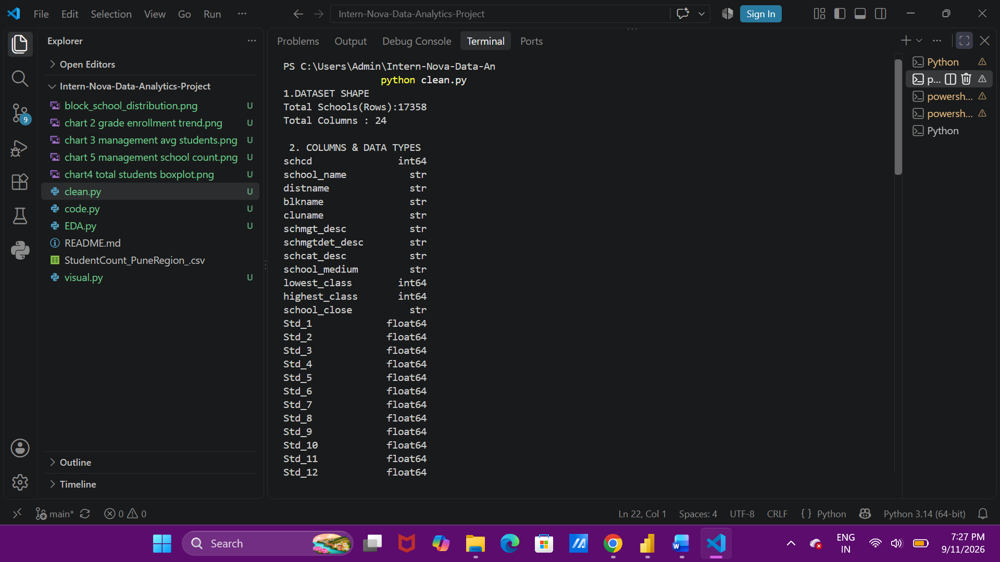 File Edit Selection View Go Run ···
Intern-Nova-Data-Analytics-Project
Sign In
Explorer
Open Editors
Intern-Nova-Data-Analytics-Project
block_school_distribution.png U
chart 2 grade enrollment trend.png U
chart 3 management avg students.png U
chart 5 management school count.png U
chart4 total students boxplot.png U
clean.py U
code.py U
EDA.py U
README.md
StudentCount_PuneRegion_.csv
visual.py U
9
Outline
Timeline
Problems Output Debug Console Terminal Ports
PS C:\Users\Admin\Intern-Nova-Data-An
python clean.py
1.DATASET SHAPE
Total Schools(Rows):17358
Total Columns : 24
2. COLUMNS & DATA TYPES
schcd int64
school_name str
distname str
blkname str
cluname str
schmgt_desc str
schmgtdet_desc str
schcat_desc str
school_medium str
lowest_class int64
highest_class int64
school_close str
Std_1 float64
Std_2 float64
Std_3 float64
Std_4 float64
Std_5 float64
Std_6 float64
Std_7 float64
Std_8 float64
Std_9 float64
Std_10 float64
Std_11 float64
Std_12 float64
Python
p...
powersh...
powersh...
Python
main* 0 0
Ln 22, Col 1 Spaces: 4 UTF-8 CRLF { } Python Python 3.14 (64-bit)
Search
ENG
IN
7:27 PM
9/11/2026